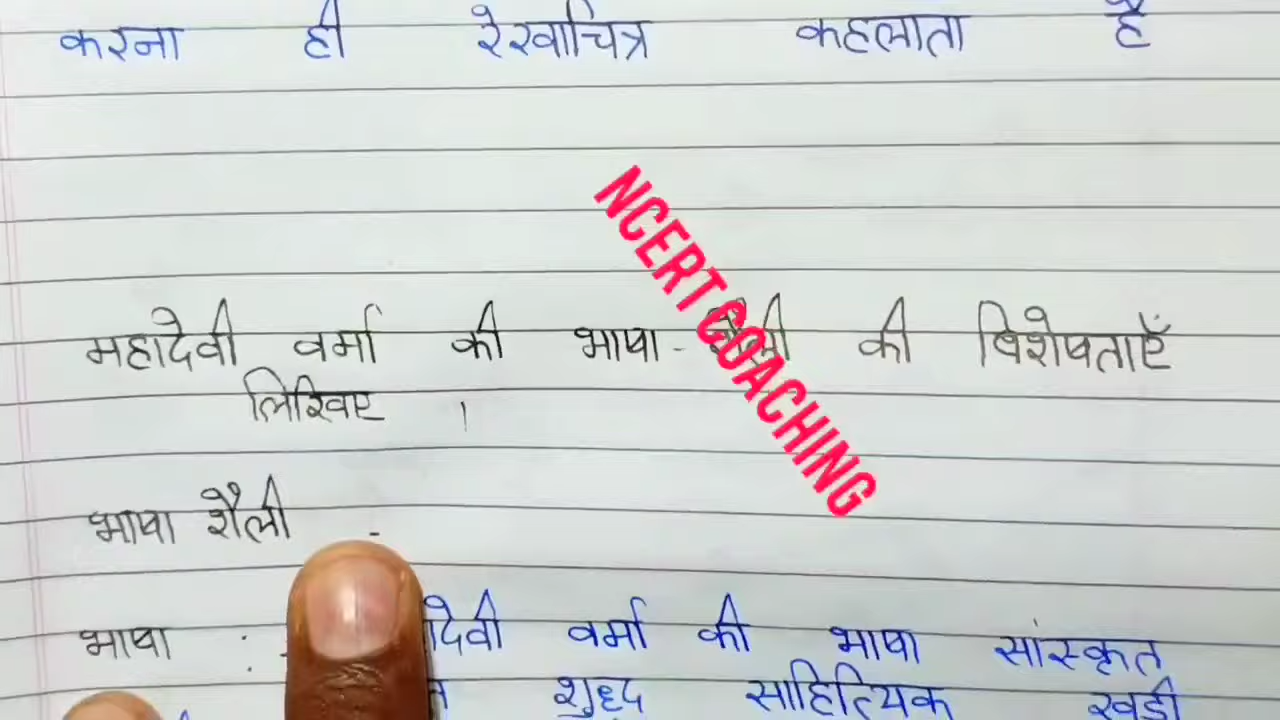 करना ही रेखाचित्र कहलाता है
NCERT COACHING
महादेवी वर्मा की भाषा - की विशेषताएँ
लिखिए ।
भाषा शैली -
भाषा : - वर्मा की भाषा सांस्कृत
शुद्ध साहित्यिक खड़ी